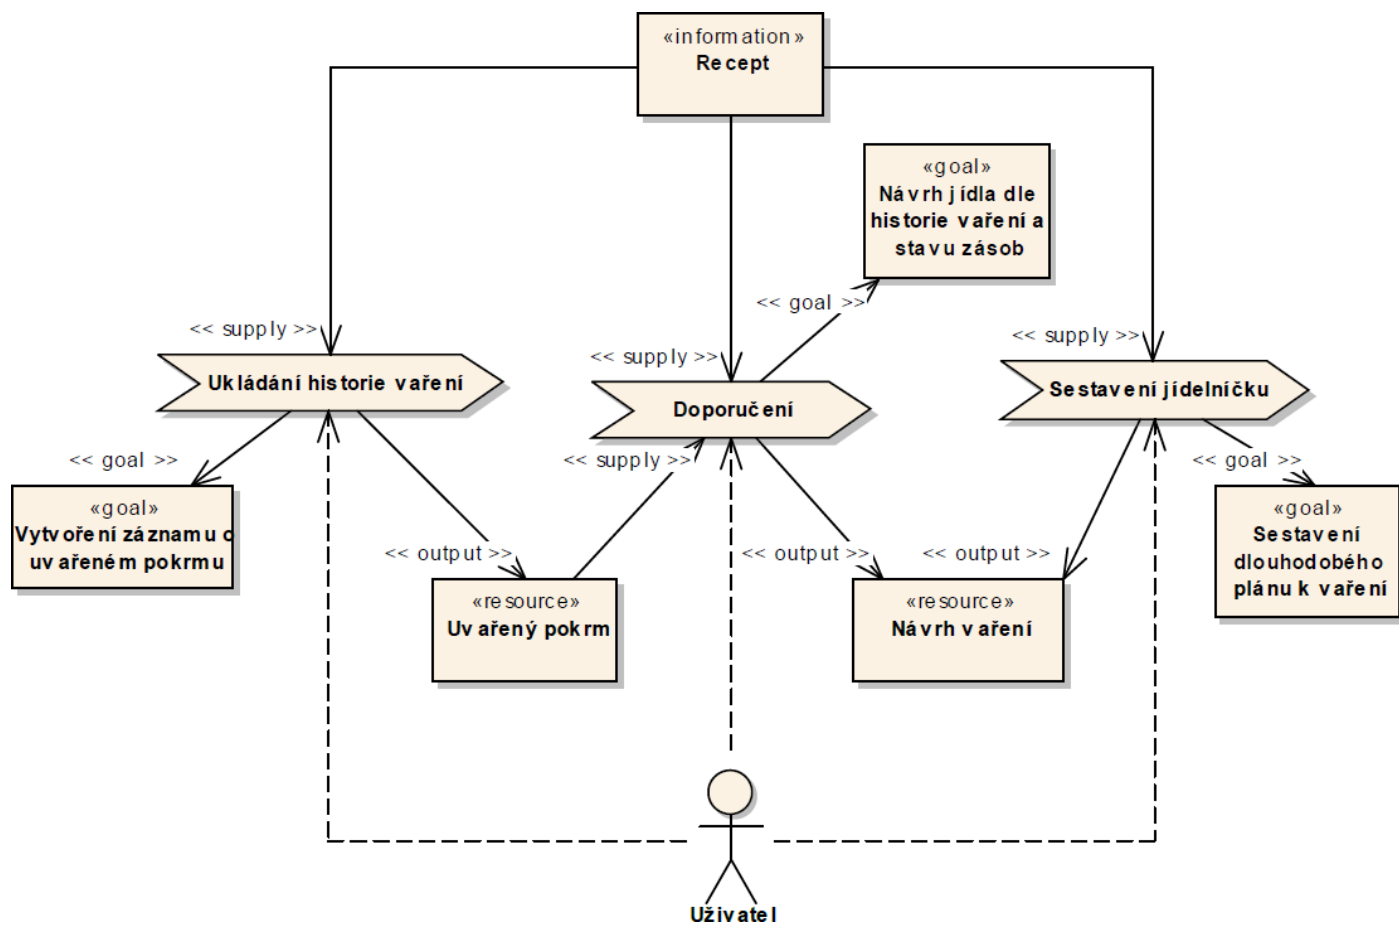 «information»
Recept
«goal»
Návrh jídla dle
historie vaření a
stavu zásob
<< goal >>
<< supply >>
<< supply >>
<< supply >>
Ukládání historie vaření
Doporučení
Sestavení jídelníčku
<< goal >>
<< supply >>
<< goal >>
«goal»
Vytvoření záznamu o
uvařeném pokrmu
<< output >>
<< output >>
<< output >>
«goal»
Sestavení
dlouhodobého
plánu k vaření
«resource»
Uvařený pokrm
«resource»
Návrh vaření
Uživatel